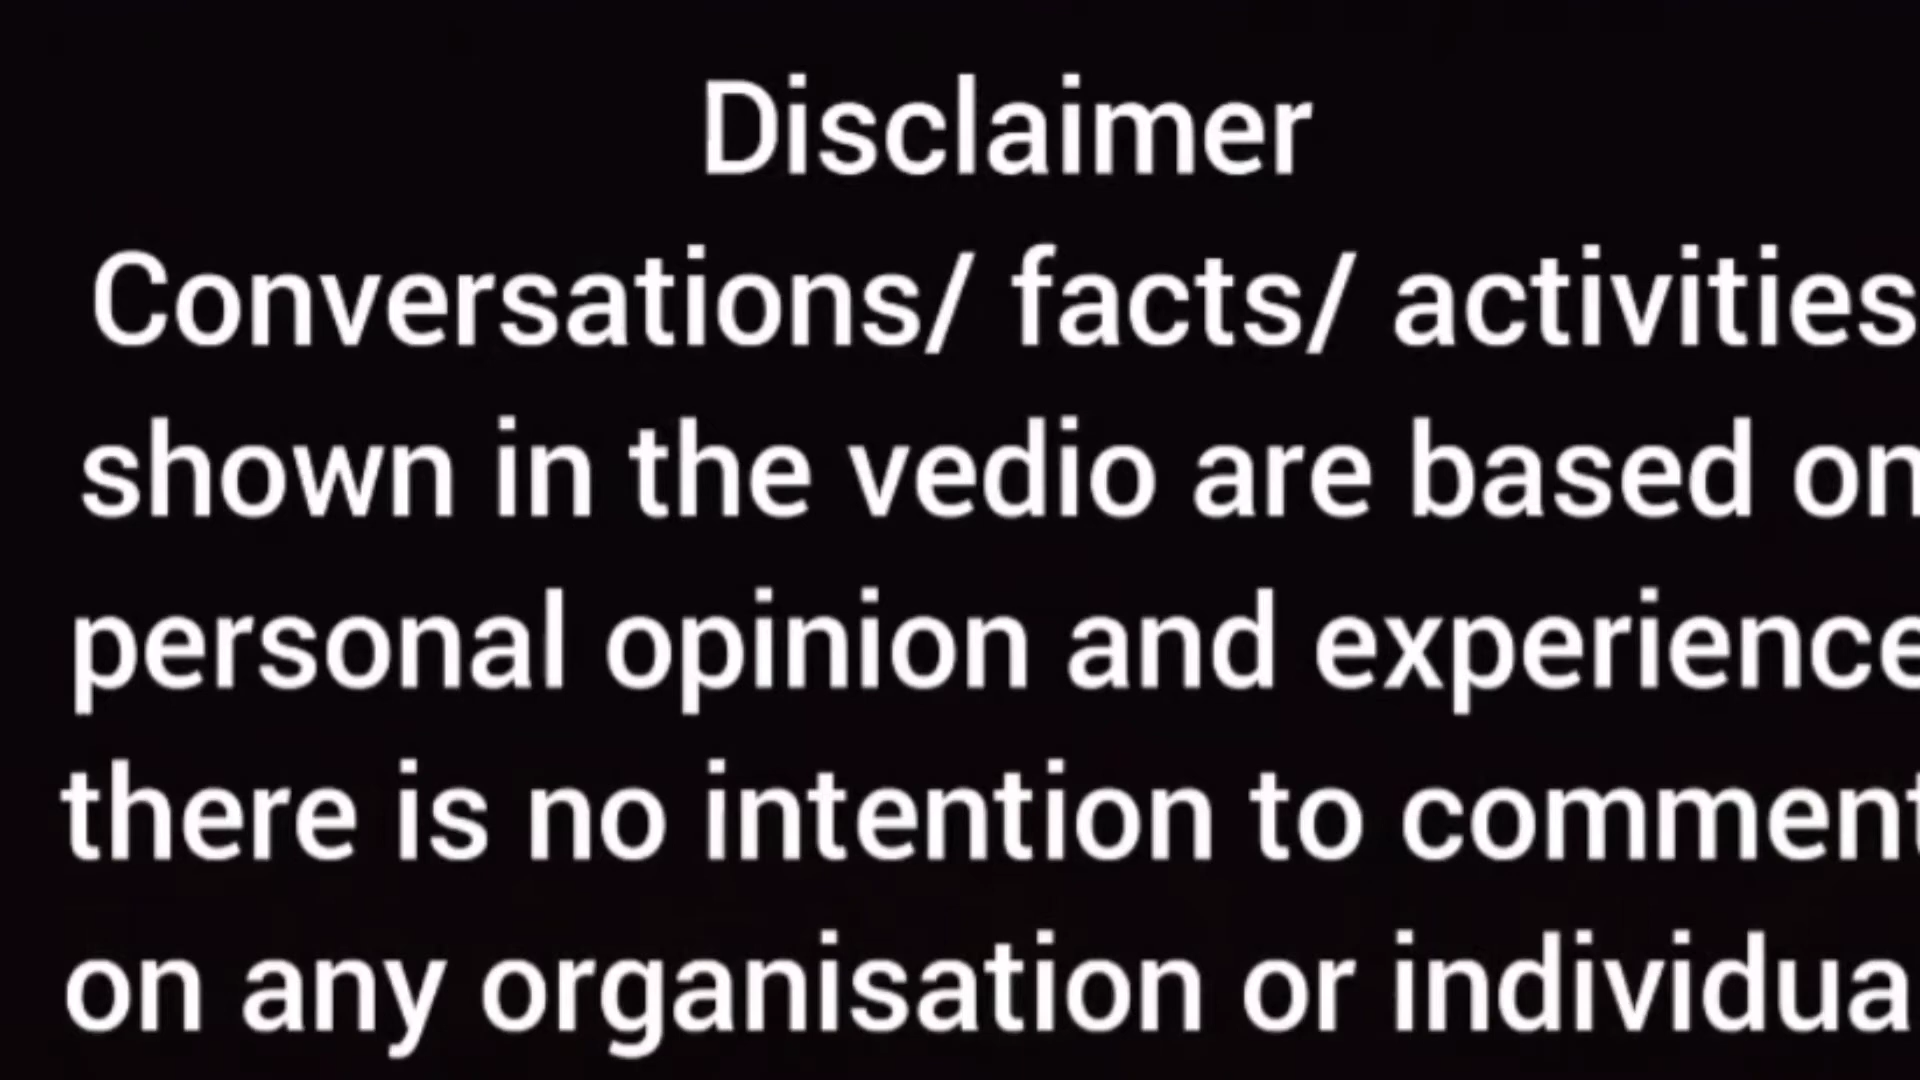 Disclaimer
Conversations/ facts/ activities
shown in the vedio are based on
personal opinion and experience
there is no intention to comment
on any organisation or individua